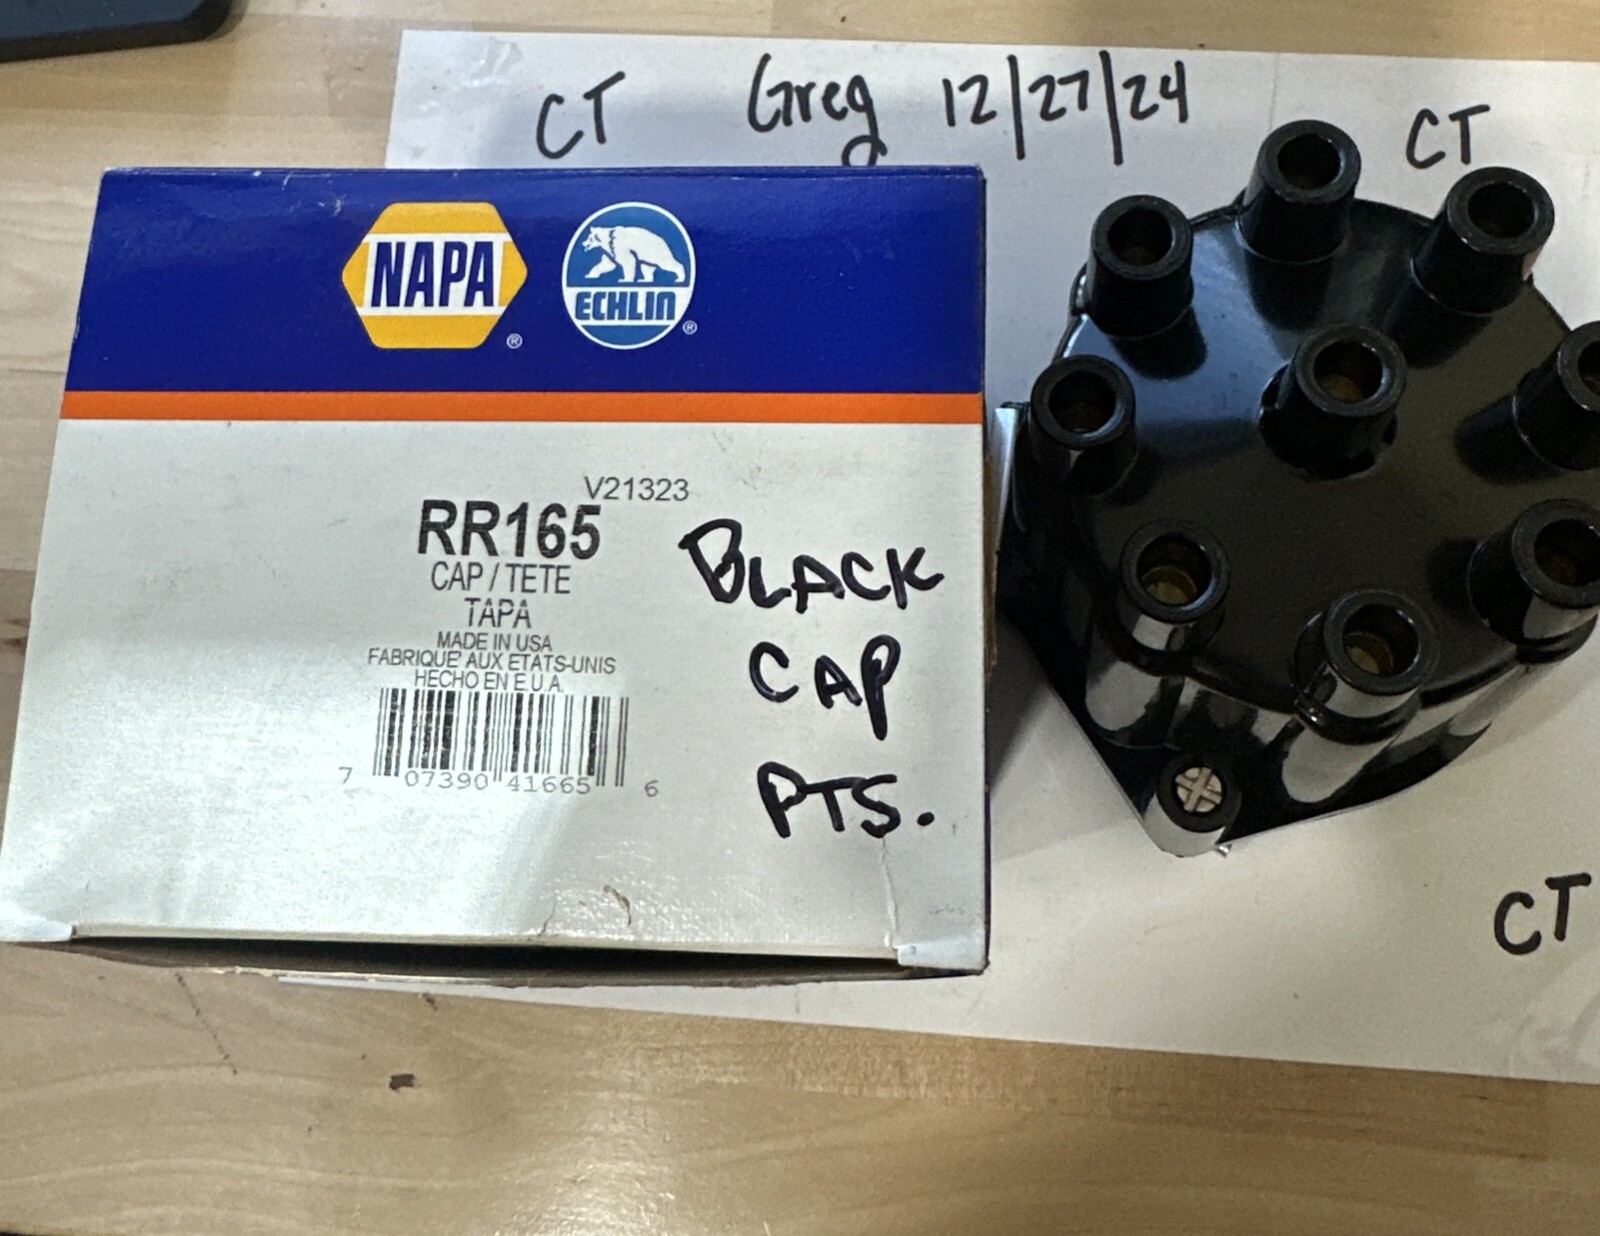 CT Greg 12/27/24 CT
NAPA ®
ECHLIN ®
V21323
RR165
CAP / TETE
TAPA
MADE IN USA
FABRIQUE AUX ETATS-UNIS
HECHO EN E.U.A.
7 07390 41665 6
BLACK
CAP
PTS.
CT